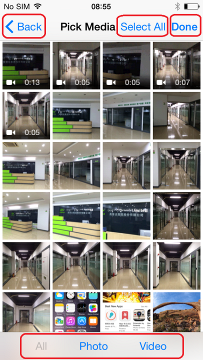 No SIM 08:55
Back Pick Media Select All Done
0:13 0:05 0:05 0:07
0:05
All Photo Video